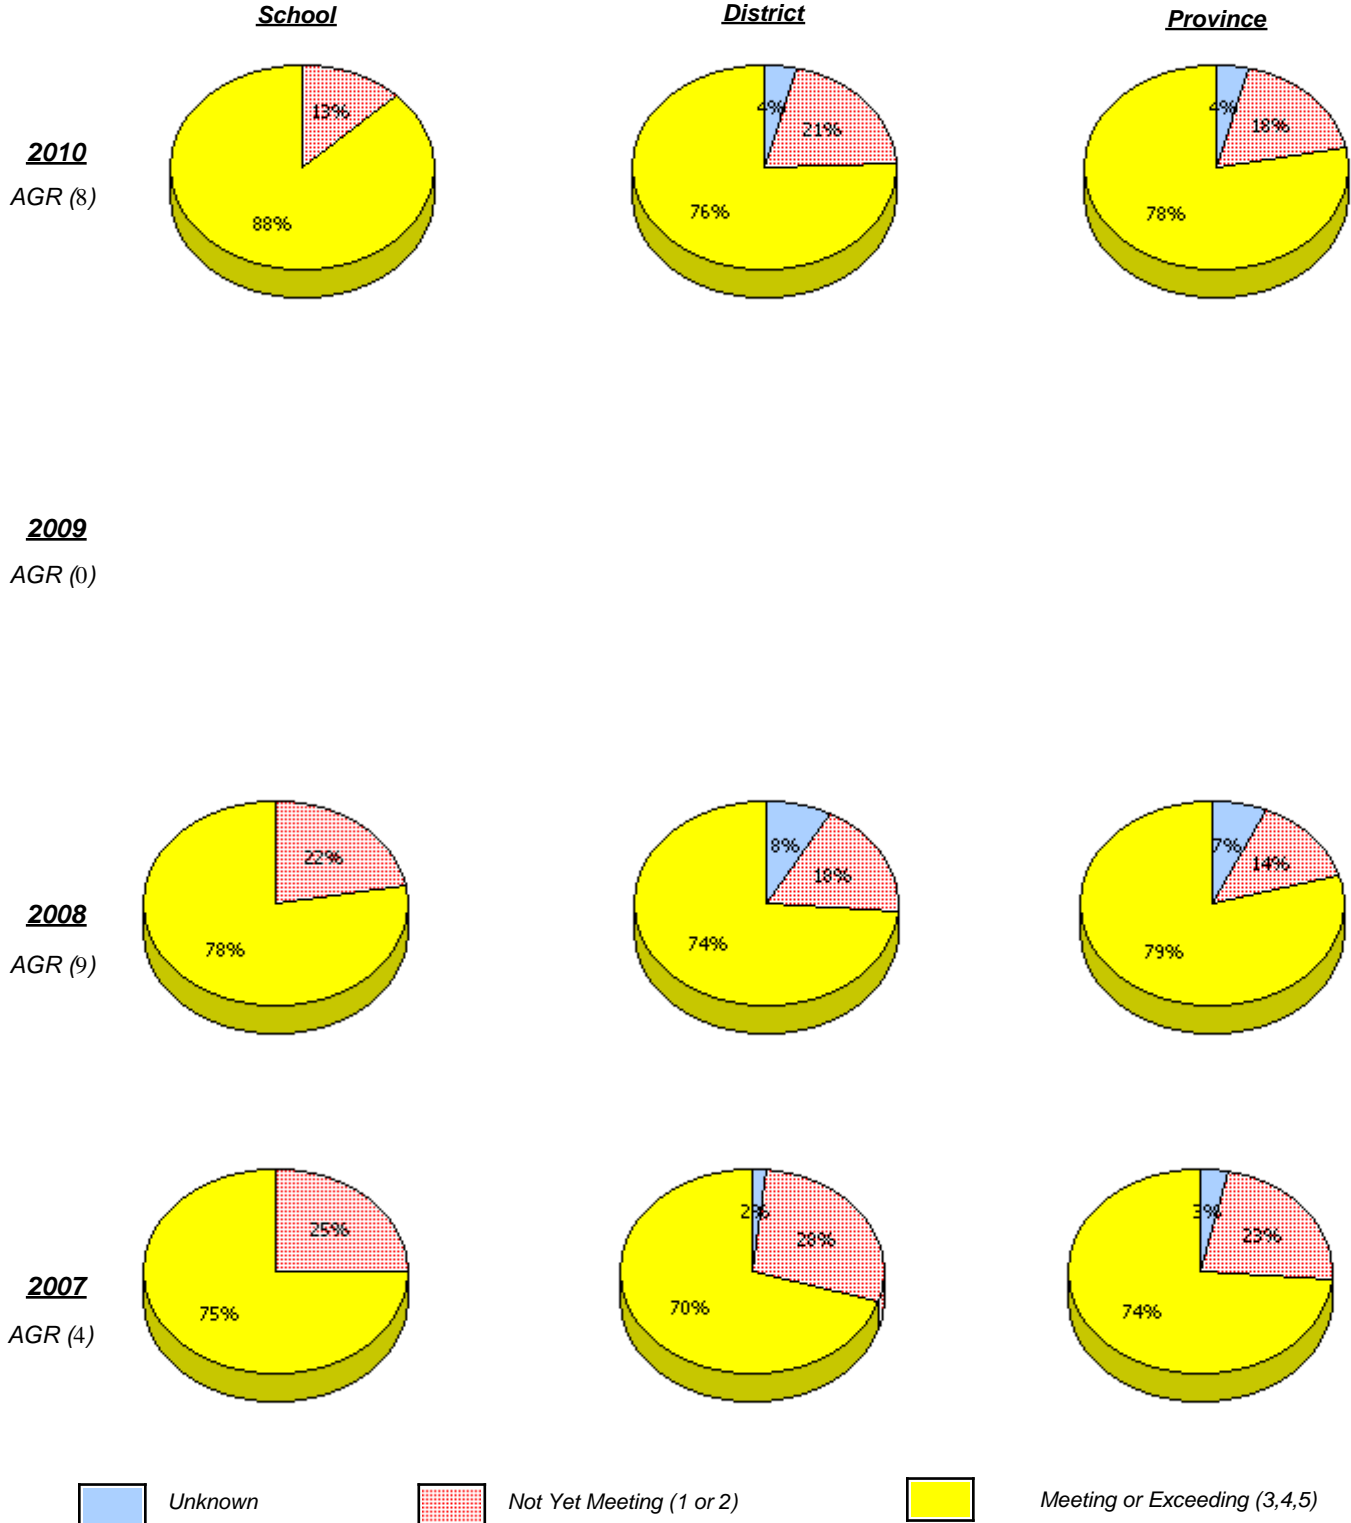 School District Province
13% 4% 21% 4% 18%
2010
AGR (8)
88% 76% 78%
2009
AGR (0)
22% 8% 18% 7% 14%
2008
AGR (9)
78% 74% 79%
25% 2% 28% 3% 23%
2007
AGR (4)
75% 70% 74%
Unknown Not Yet Meeting (1 or 2) Meeting or Exceeding (3,4,5)